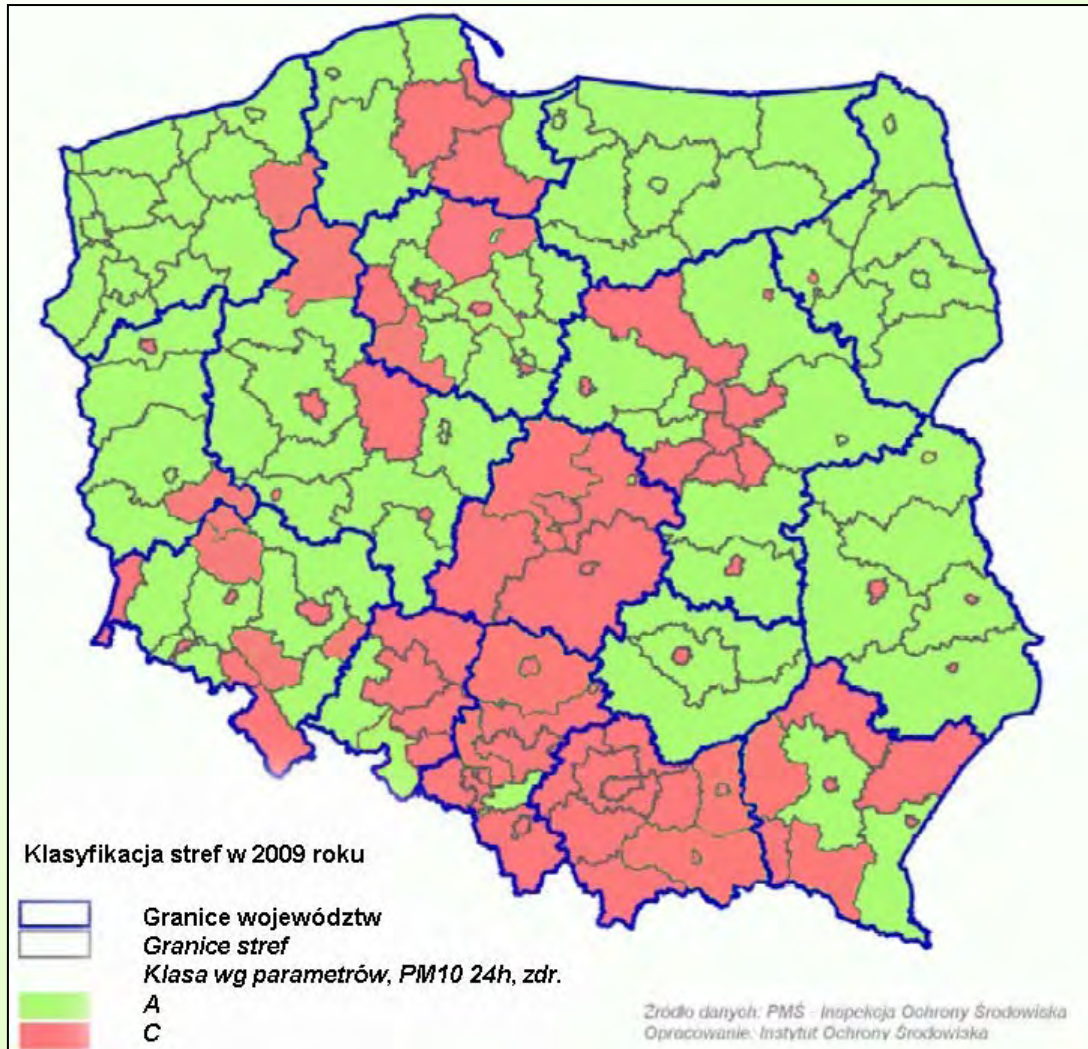 Klasyfikacja stref w 2009 roku
Granice województw
Granice stref
Klasa wg parametrów, PM10 24h, zdr.
A
C
Źródło danych: PMŚ - Inspekcja Ochrony Środowiska
Opracowanie: Instytut Ochrony Środowiska